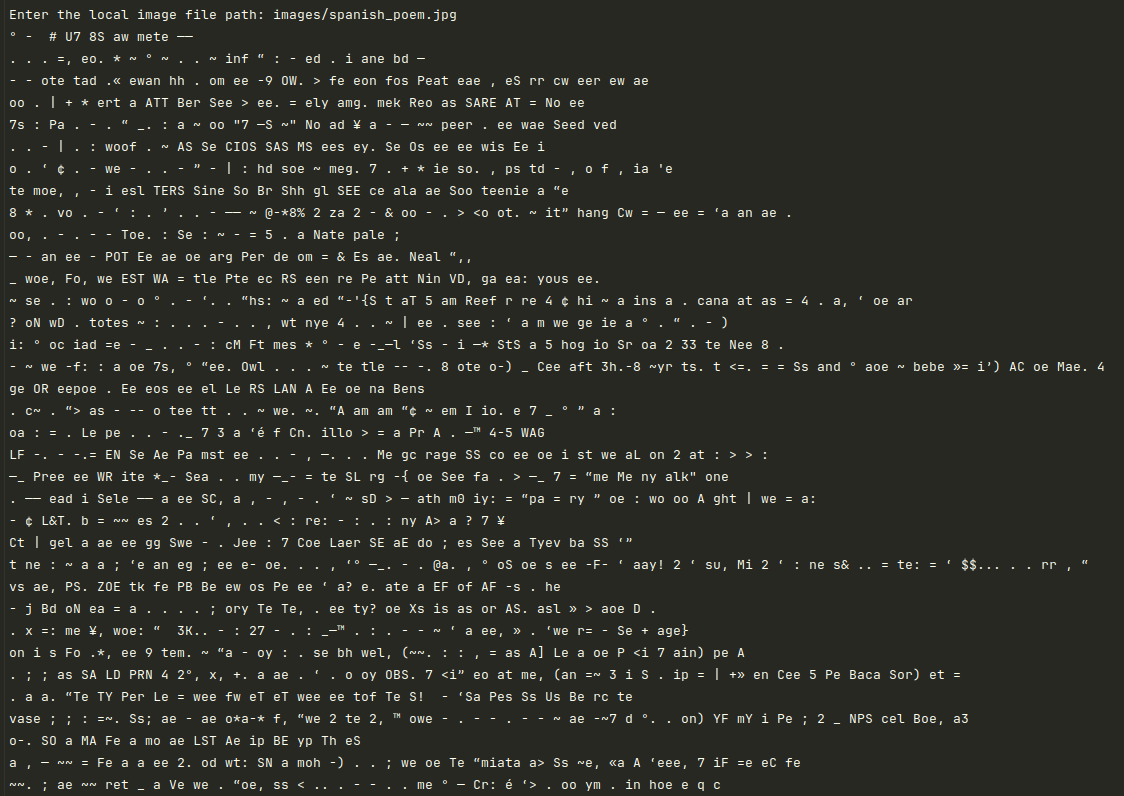 Enter the local image file path: images/spanish_poem.jpg
° -  # U7 8S aw mete ——
. . . =, eo. * ~ ° ~ . . ~ inf “ : - ed . i ane bd —
- - ote tad .« ewan hh . om ee -9 OW. > fe eon fos Peat eae , eS rr cw eer ew ae
oo . | + * ert a ATT Ber See > ee. = ely amg. mek Reo as SARE AT = No ee
7s : Pa . - . “ _. : a ~ oo "7 —S ~" No ad ¥ a - — ~~ peer . ee wae Seed ved
. . - | . : woof . ~ AS Se CIOS SAS MS ees ey. Se Os ee ee wis Ee i
o . ‘ ¢ . - we - . . - ” - | : hd soe ~ meg. 7 . + * ie so. , ps td - , o f , ia 'e
te moe, , - i esl TERS Sine So Br Shh gl SEE ce ala ae Soo teenie a “e
8 * . vo . - ‘ : . ’ . . - —— ~ @-*8% 2 za 2 - & oo - . > <o ot. ~ it” hang Cw = — ee = ‘a an ae .
oo, . - . - - Toe. : Se : ~ - = 5 . a Nate pale ;
— - an ee - POT Ee ae oe arg Per de om = & Es ae. Neal “,,
_ woe, Fo, we EST WA = tle Pte ec RS een re Pe att Nin VD, ga ea: yous ee.
~ se . : wo o - o ° . - ‘. . “hs: ~ a ed “-'{S t aT 5 am Reef r re 4 ¢ hi ~ a ins a . cana at as = 4 . a, ‘ oe ar
? oN wD . totes ~ : . . . - . . , wt nye 4 . . ~ | ee . see : ‘ a m we ge ie a ° . “ . - )
i: ° oc iad =e - _ . . - : cM Ft mes * ° - e -_—l ‘Ss - i —* StS a 5 hog io Sr oa 2 33 te Nee 8 .
- ~ we -f: : a oe 7s, ° “ee. Owl . . . ~ te tle -- -. 8 ote o-) _ Cee aft 3h.-8 ~yr ts. t <=. = = Ss and ° aoe ~ bebe »= i’) AC oe Mae. 4
ge OR eepoe . Ee eos ee el Le RS LAN A Ee oe na Bens
. c~ . “> as - -- o tee tt . . ~ we. ~. “A am am “¢ ~ em I io. e 7 _ ° ” a :
oa : = . Le pe . . - ._ 7 3 a ‘é f Cn. illo > = a Pr A . —™ 4-5 WAG
LF -. - -.= EN Se Ae Pa mst ee . . - , —. . . Me gc rage SS co ee oe i st we aL on 2 at : > > :
—_ Pree ee WR ite *_- Sea . . my —_- = te SL rg -{ oe See fa . > —_ 7 = “me Me ny alk" one
. —— ead i Sele —— a ee SC, a , - , - . ‘ ~ sD > — ath m0 iy: = “pa = ry ” oe : wo oo A ght | we = a:
- ¢ L&T. b = ~~ es 2 . . ‘ , . . < : re: - : . : ny A> a ? 7 ¥
Ct | gel a ae ee gg Swe - . Jee : 7 Coe Laer SE aE do ; es See a Tyev ba SS ‘”
t ne : ~ a a ; ‘e an eg ; ee e- oe. . . , ‘° —_. - . @a. , ° oS oe s ee -F- ‘ aay! 2 ‘ su, Mi 2 ‘ : ne s& .. = te: = ‘ $$... . . rr , “
vs ae, PS. ZOE tk fe PB Be ew os Pe ee ‘ a? e. ate a EF of AF -s . he
- j Bd oN ea = a . . . . ; ory Te Te, . ee ty? oe Xs is as or AS. asl » > aoe D .
. x =: me ¥, woe: “  3K.. - : 27 - . : _—™ . : . - - ~ ‘ a ee, » . ‘we r= - Se + age}
on i s Fo .*, ee 9 tem. ~ “a - oy : . se bh wel, (~~. : : , = as A] Le a oe P <i 7 ain) pe A
. ; ; as SA LD PRN 4 2°, x, +. a ae . ‘ . o oy OBS. 7 <i” eo at me, (an =~ 3 i S . ip = | +» en Cee 5 Pe Baca Sor) et =
. a a. “Te TY Per Le = wee fw eT eT wee ee tof Te S!  - ‘Sa Pes Ss Us Be rc te
vase ; ; : =~. Ss; ae - ae o*a-* f, “we 2 te 2, ™ owe - . - - . - - ~ ae -~7 d °. . on) YF mY i Pe ; 2 _ NPS cel Boe, a3
o-. SO a MA Fe a mo ae LST Ae ip BE yp Th eS
a , — ~~ = Fe a a ee 2. od wt: SN a moh -) . . ; we oe Te “miata a> Ss ~e, «a A ‘eee, 7 iF =e eC fe
~~. ; ae ~~ ret _ a Ve we . “oe, ss < .. . - - . . me ° — Cr: é ‘> . oo ym . in hoe e q c